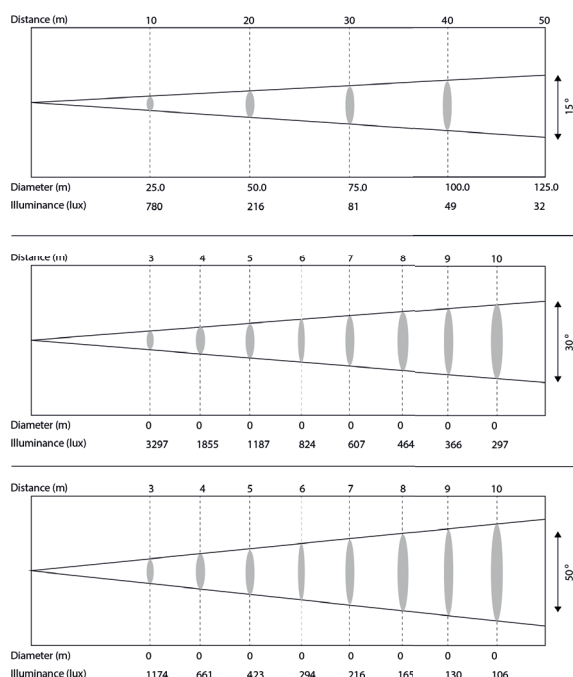 Distance (m) 10 20 30 40 50
15°
Diameter (m) 25.0 50.0 75.0 100.0 125.0
Illuminance (lux) 780 216 81 49 32
Distance (m) 3 4 5 6 7 8 9 10
30°
Diameter (m) 0 0 0 0 0 0 0 0
Illuminance (lux) 3297 1855 1187 824 607 464 366 297
Distance (m) 3 4 5 6 7 8 9 10
50°
Diameter (m) 0 0 0 0 0 0 0 0
Illuminance (lux) 1174 661 423 294 216 165 130 106